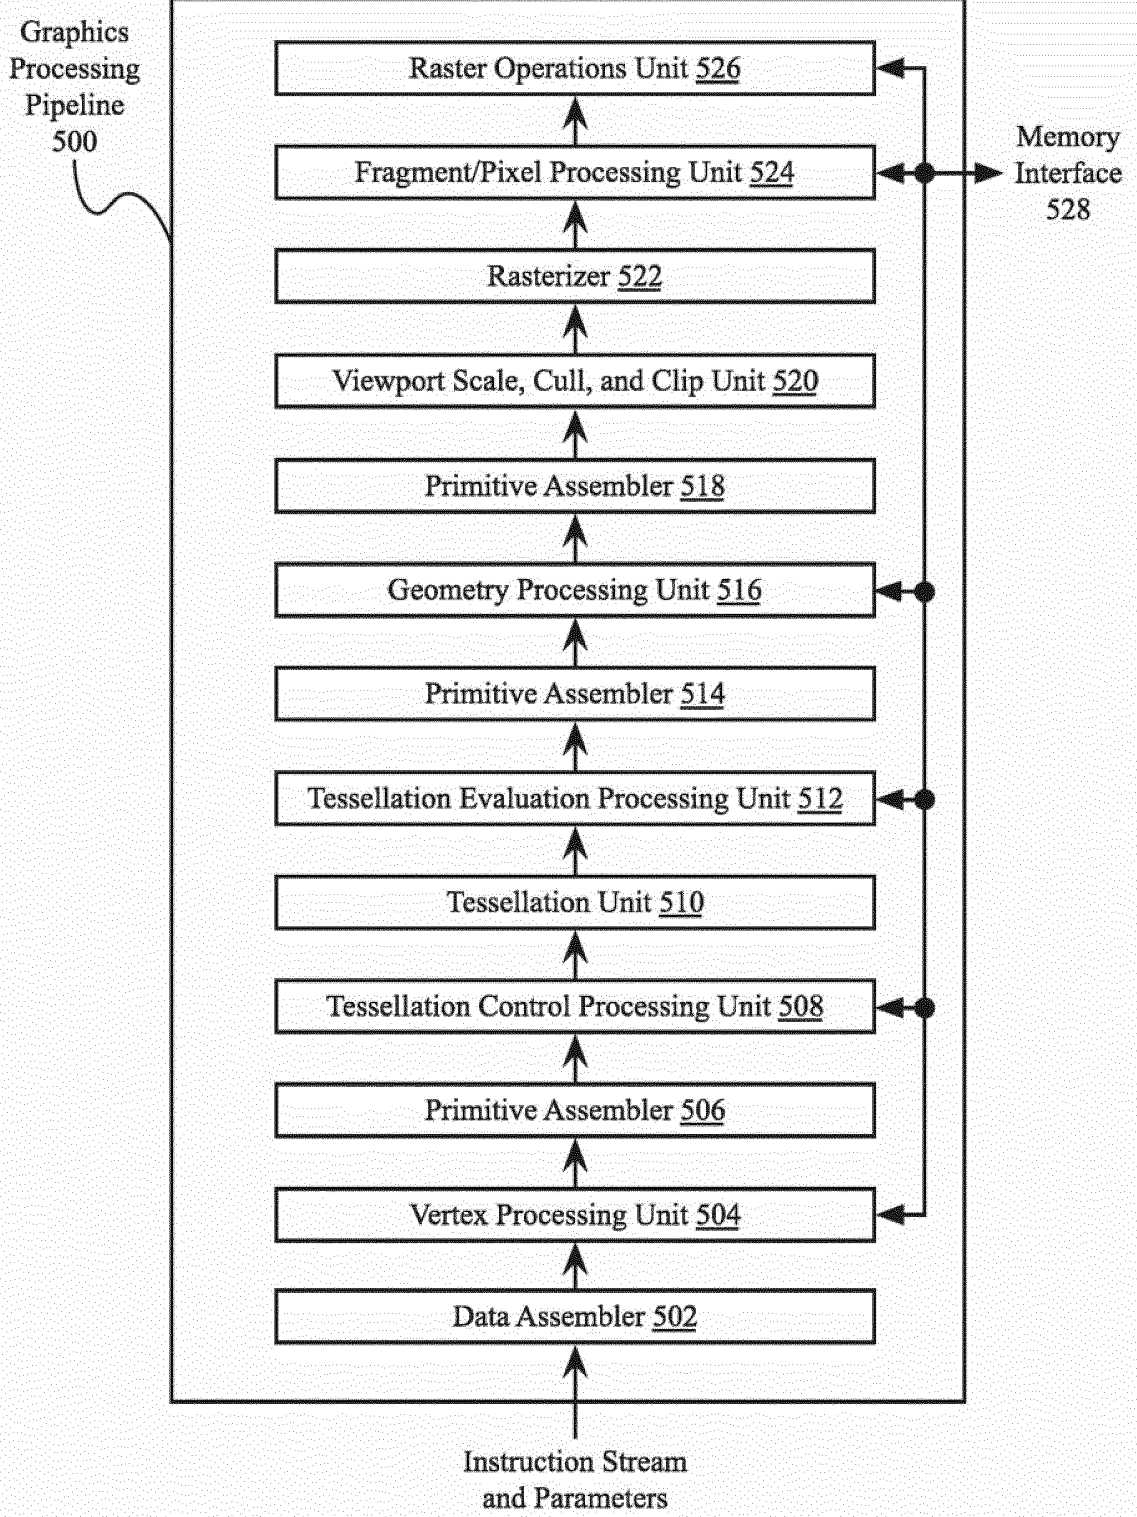 Graphics
Processing
Pipeline
500
Raster Operations Unit 526
Fragment/Pixel Processing Unit 524
Memory
Interface
528
Rasterizer 522
Viewport Scale, Cull, and Clip Unit 520
Primitive Assembler 518
Geometry Processing Unit 516
Primitive Assembler 514
Tessellation Evaluation Processing Unit 512
Tessellation Unit 510
Tessellation Control Processing Unit 508
Primitive Assembler 506
Vertex Processing Unit 504
Data Assembler 502
Instruction Stream
and Parameters